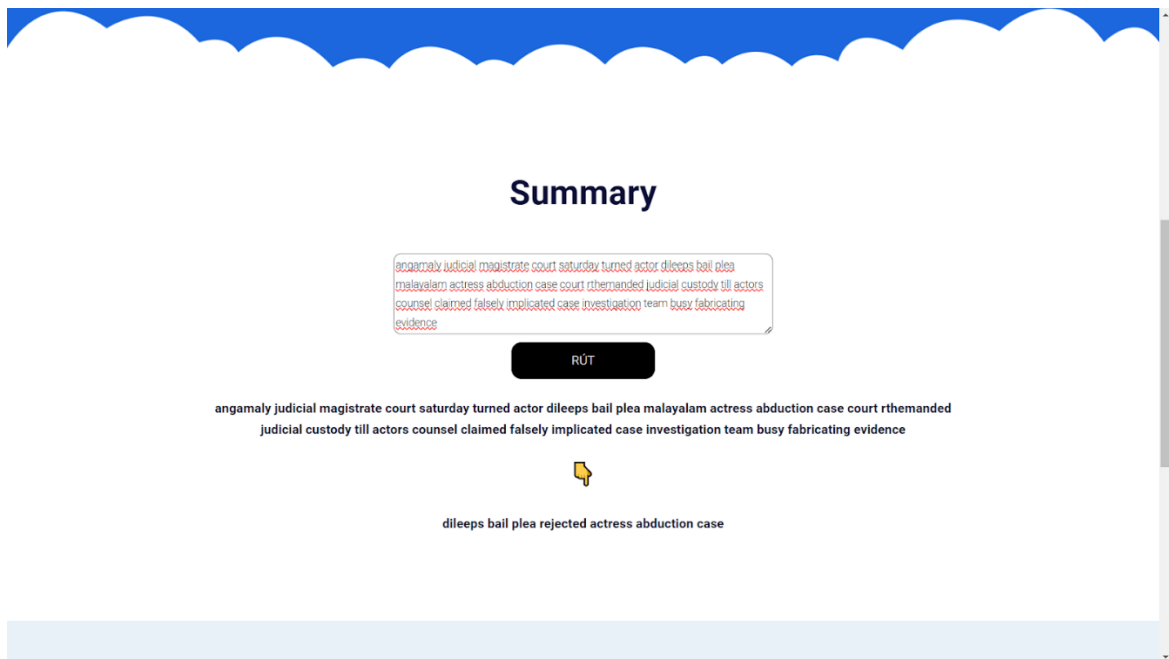 Summary
angamaly judicial magistrate court saturday turned actor dileeps bail plea
malayalam actress abduction case court rthemanded judicial custody till actors
counsel claimed falsely implicated case investigation team busy fabricating
evidence
RÚT
angamaly judicial magistrate court saturday turned actor dileeps bail plea malayalam actress abduction case court rthemanded
judicial custody till actors counsel claimed falsely implicated case investigation team busy fabricating evidence
dileeps bail plea rejected actress abduction case